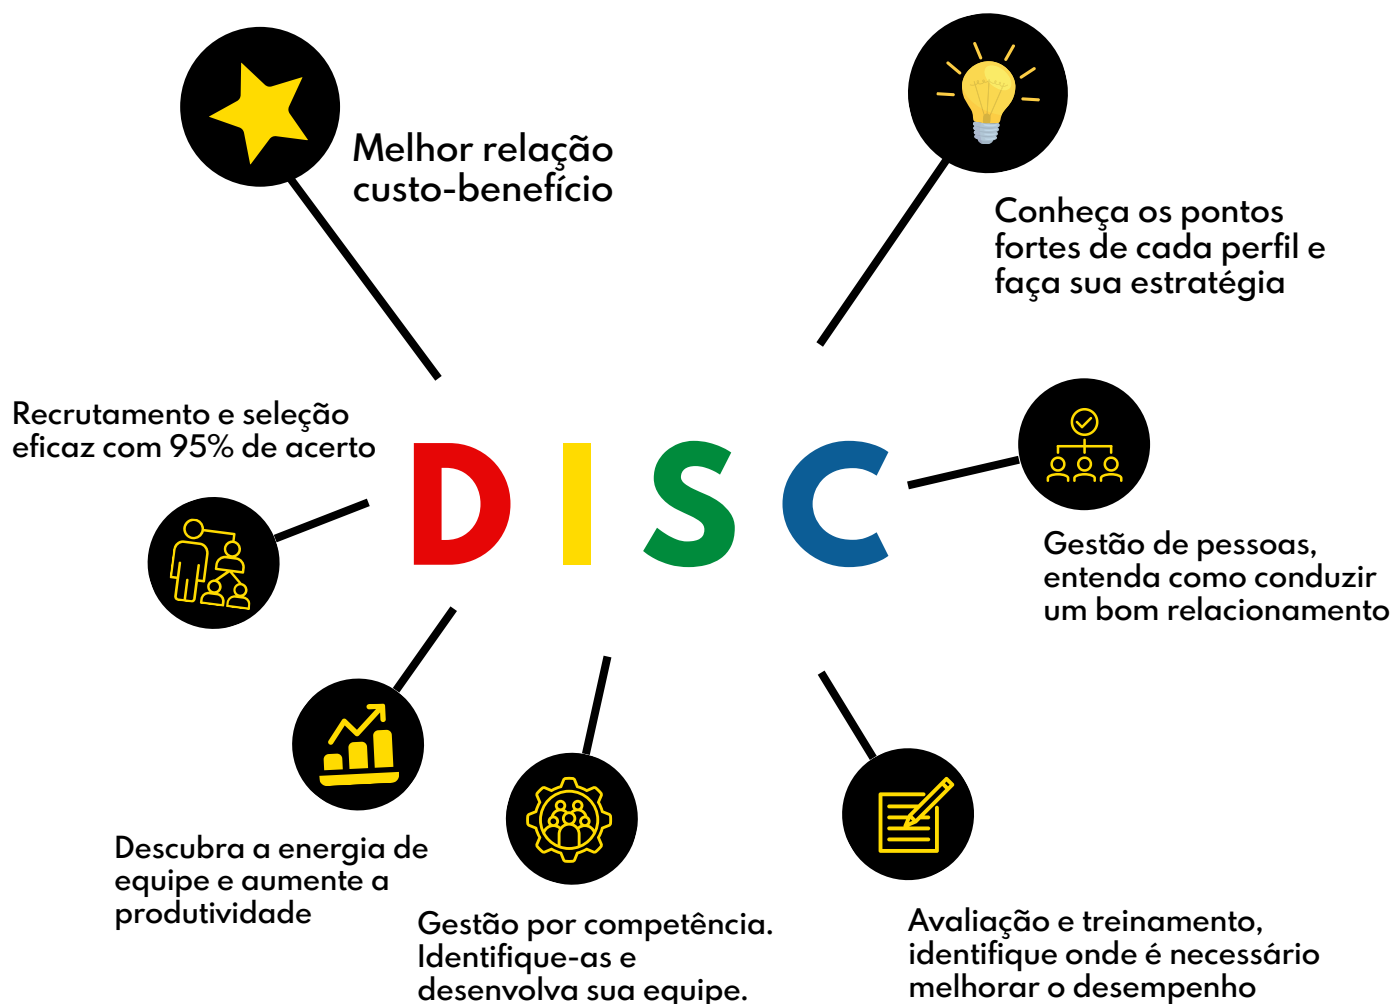 Melhor relação
custo-benefício
Conheça os pontos
fortes de cada perfil e
faça sua estratégia
Recrutamento e seleção
eficaz com 95% de acerto
DISC
Gestão de pessoas,
entenda como conduzir
um bom relacionamento
Descubra a energia de
equipe e aumente a
produtividade
Gestão por competência.
Identifique-as e
desenvolva sua equipe.
Avaliação e treinamento,
identifique onde é necessário
melhorar o desempenho